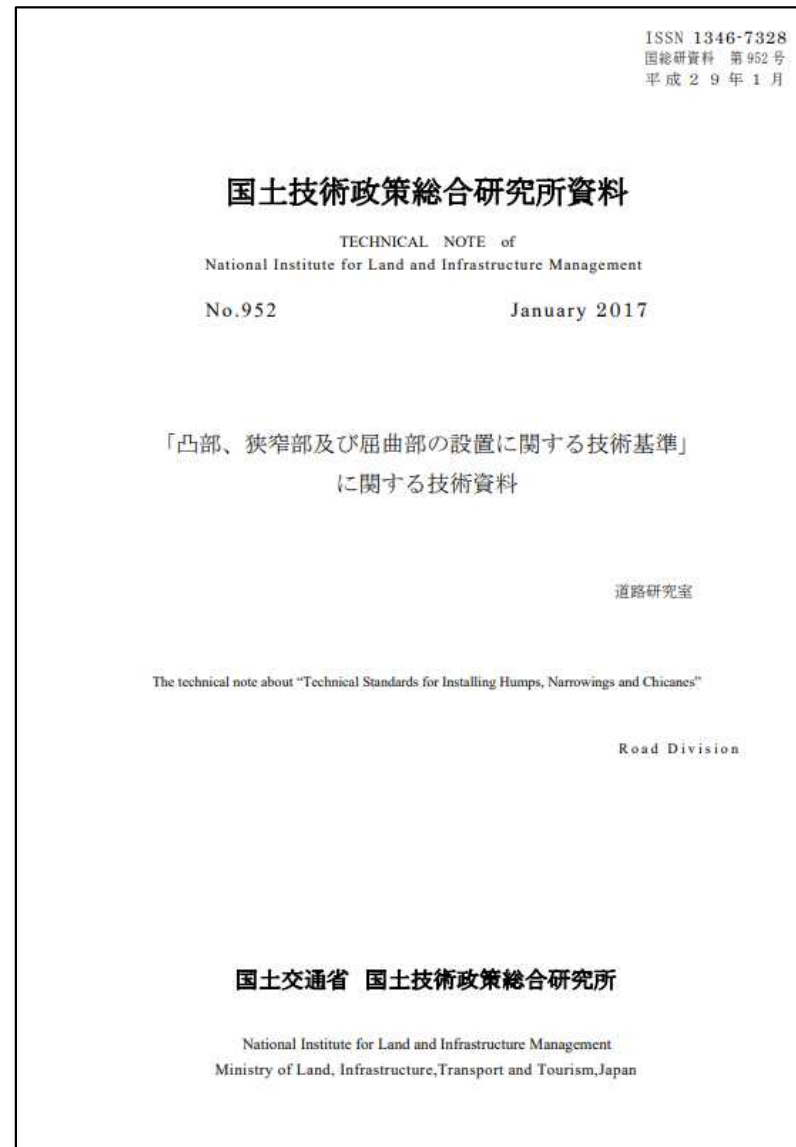 ISSN 1346-7328
国総研資料 第952号
平成29年1月
国土技術政策総合研究所資料
TECHNICAL NOTE of
National Institute for Land and Infrastructure Management
No.952 January 2017
「凸部、狭窄部及び屈曲部の設置に関する技術基準」
に関する技術資料
道路研究室
The technical note about “Technical Standards for Installing Humps, Narrowings and Chicanes”
Road Division
国土交通省 国土技術政策総合研究所
National Institute for Land and Infrastructure Management
Ministry of Land, Infrastructure,Transport and Tourism,Japan